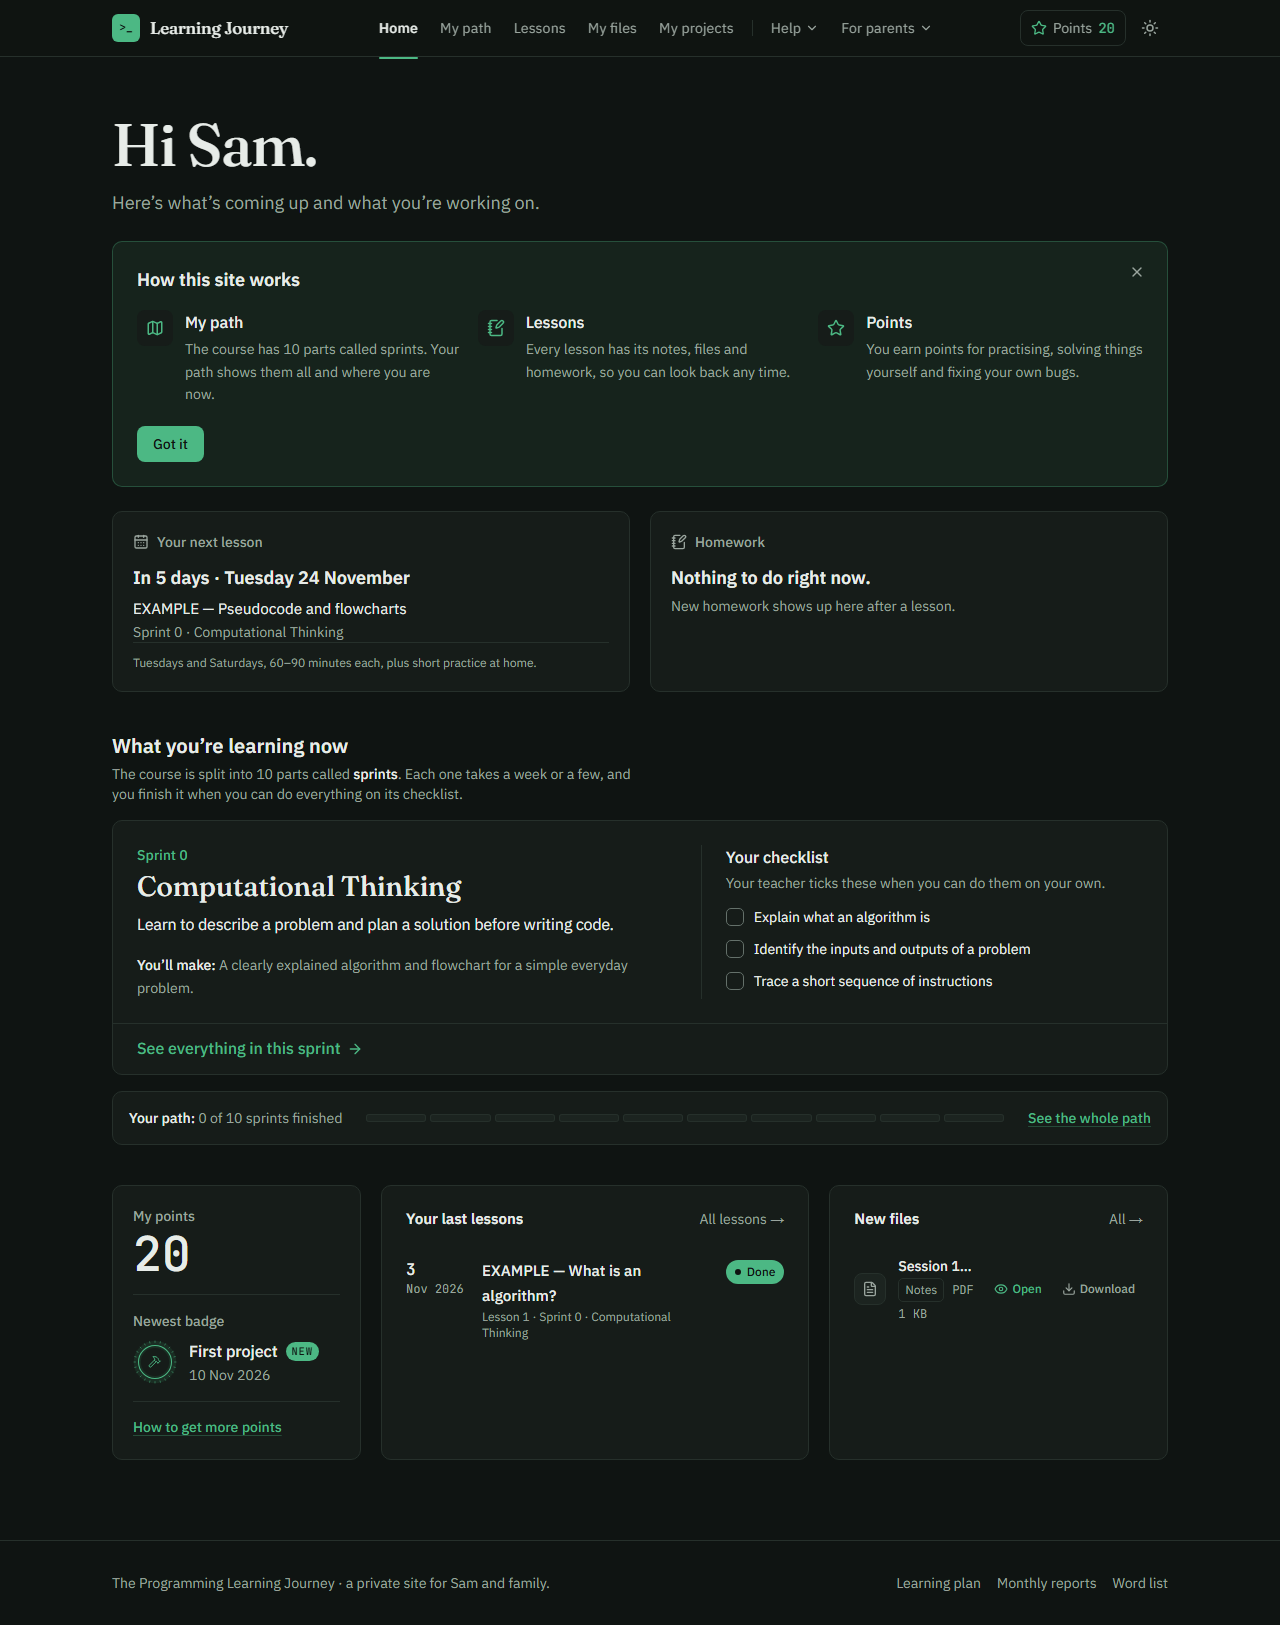 >_ Learning Journey
Home My path Lessons My files My projects Help For parents Points 20
Hi Sam.
Here’s what’s coming up and what you’re working on.
How this site works
My path
The course has 10 parts called sprints. Your
path shows them all and where you are
now.
Lessons
Every lesson has its notes, files and
homework, so you can look back any time.
Points
You earn points for practising, solving things
yourself and fixing your own bugs.
Got it
Your next lesson
In 5 days · Tuesday 24 November
EXAMPLE — Pseudocode and flowcharts
Sprint 0 · Computational Thinking
Tuesdays and Saturdays, 60–90 minutes each, plus short practice at home.
Homework
Nothing to do right now.
New homework shows up here after a lesson.
What you’re learning now
The course is split into 10 parts called sprints. Each one takes a week or a few, and
you finish it when you can do everything on its checklist.
Sprint 0
Computational Thinking
Learn to describe a problem and plan a solution before writing code.
You’ll make: A clearly explained algorithm and flowchart for a simple everyday
problem.
Your checklist
Your teacher ticks these when you can do them on your own.
Explain what an algorithm is
Identify the inputs and outputs of a problem
Trace a short sequence of instructions
See everything in this sprint →
Your path: 0 of 10 sprints finished
See the whole path
My points
20
Newest badge
First project NEW
10 Nov 2026
How to get more points
Your last lessons
All lessons →
3
Nov 2026
EXAMPLE — What is an
algorithm?
Lesson 1 · Sprint 0 · Computational
Thinking
Done
New files
All →
Session 1...
Notes PDF
1 KB
Open
Download
The Programming Learning Journey · a private site for Sam and family.
Learning plan Monthly reports Word list